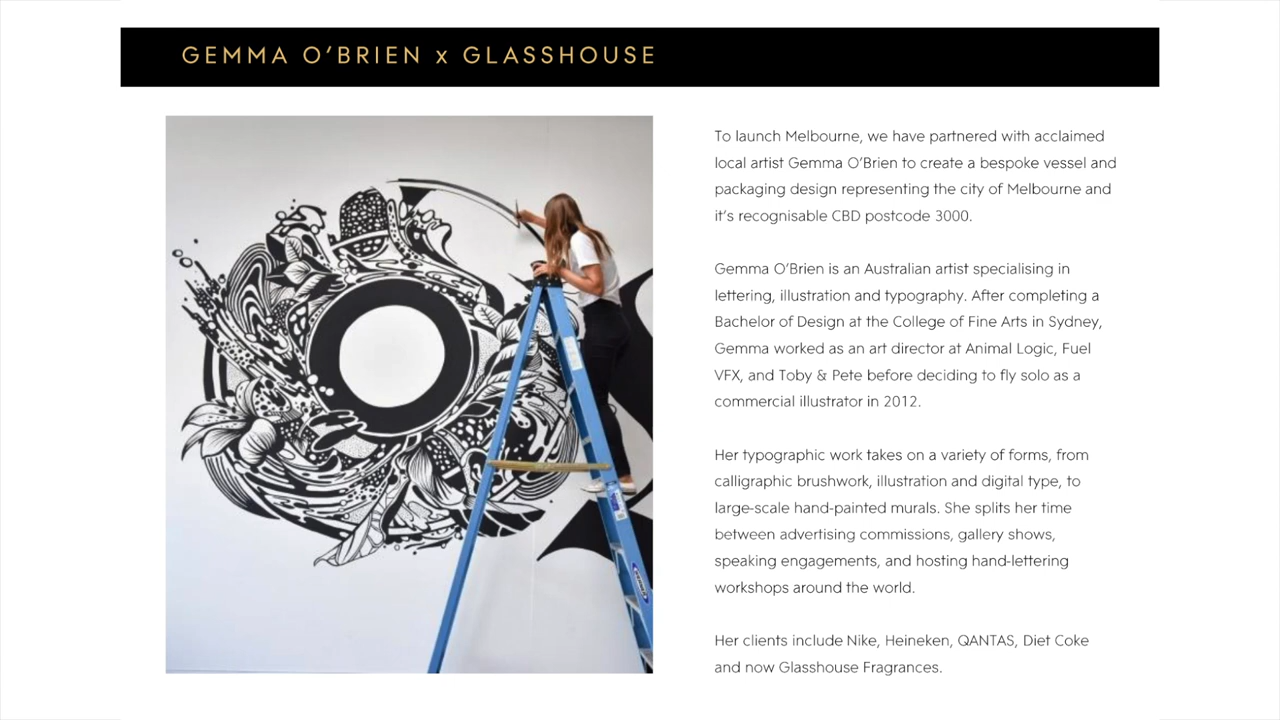 GEMMA O'BRIEN x GLASSHOUSE
To launch Melbourne, we have partnered with acclaimed
local artist Gemma O'Brien to create a bespoke vessel and
packaging design representing the city of Melbourne and
it's recognisable CBD postcode 3000.
Gemma O'Brien is an Australian artist specialising in
lettering, illustration and typography. After completing a
Bachelor of Design at the College of Fine Arts in Sydney,
Gemma worked as an art director at Animal Logic, Fuel
VFX, and Toby & Pete before deciding to fly solo as a
commercial illustrator in 2012.
Her typographic work takes on a variety of forms, from
calligraphic brushwork, illustration and digital type, to
large-scale hand-painted murals. She splits her time
between advertising commissions, gallery shows,
speaking engagements, and hosting hand-lettering
workshops around the world.
Her clients include Nike, Heineken, QANTAS, Diet Coke
and now Glasshouse Fragrances.